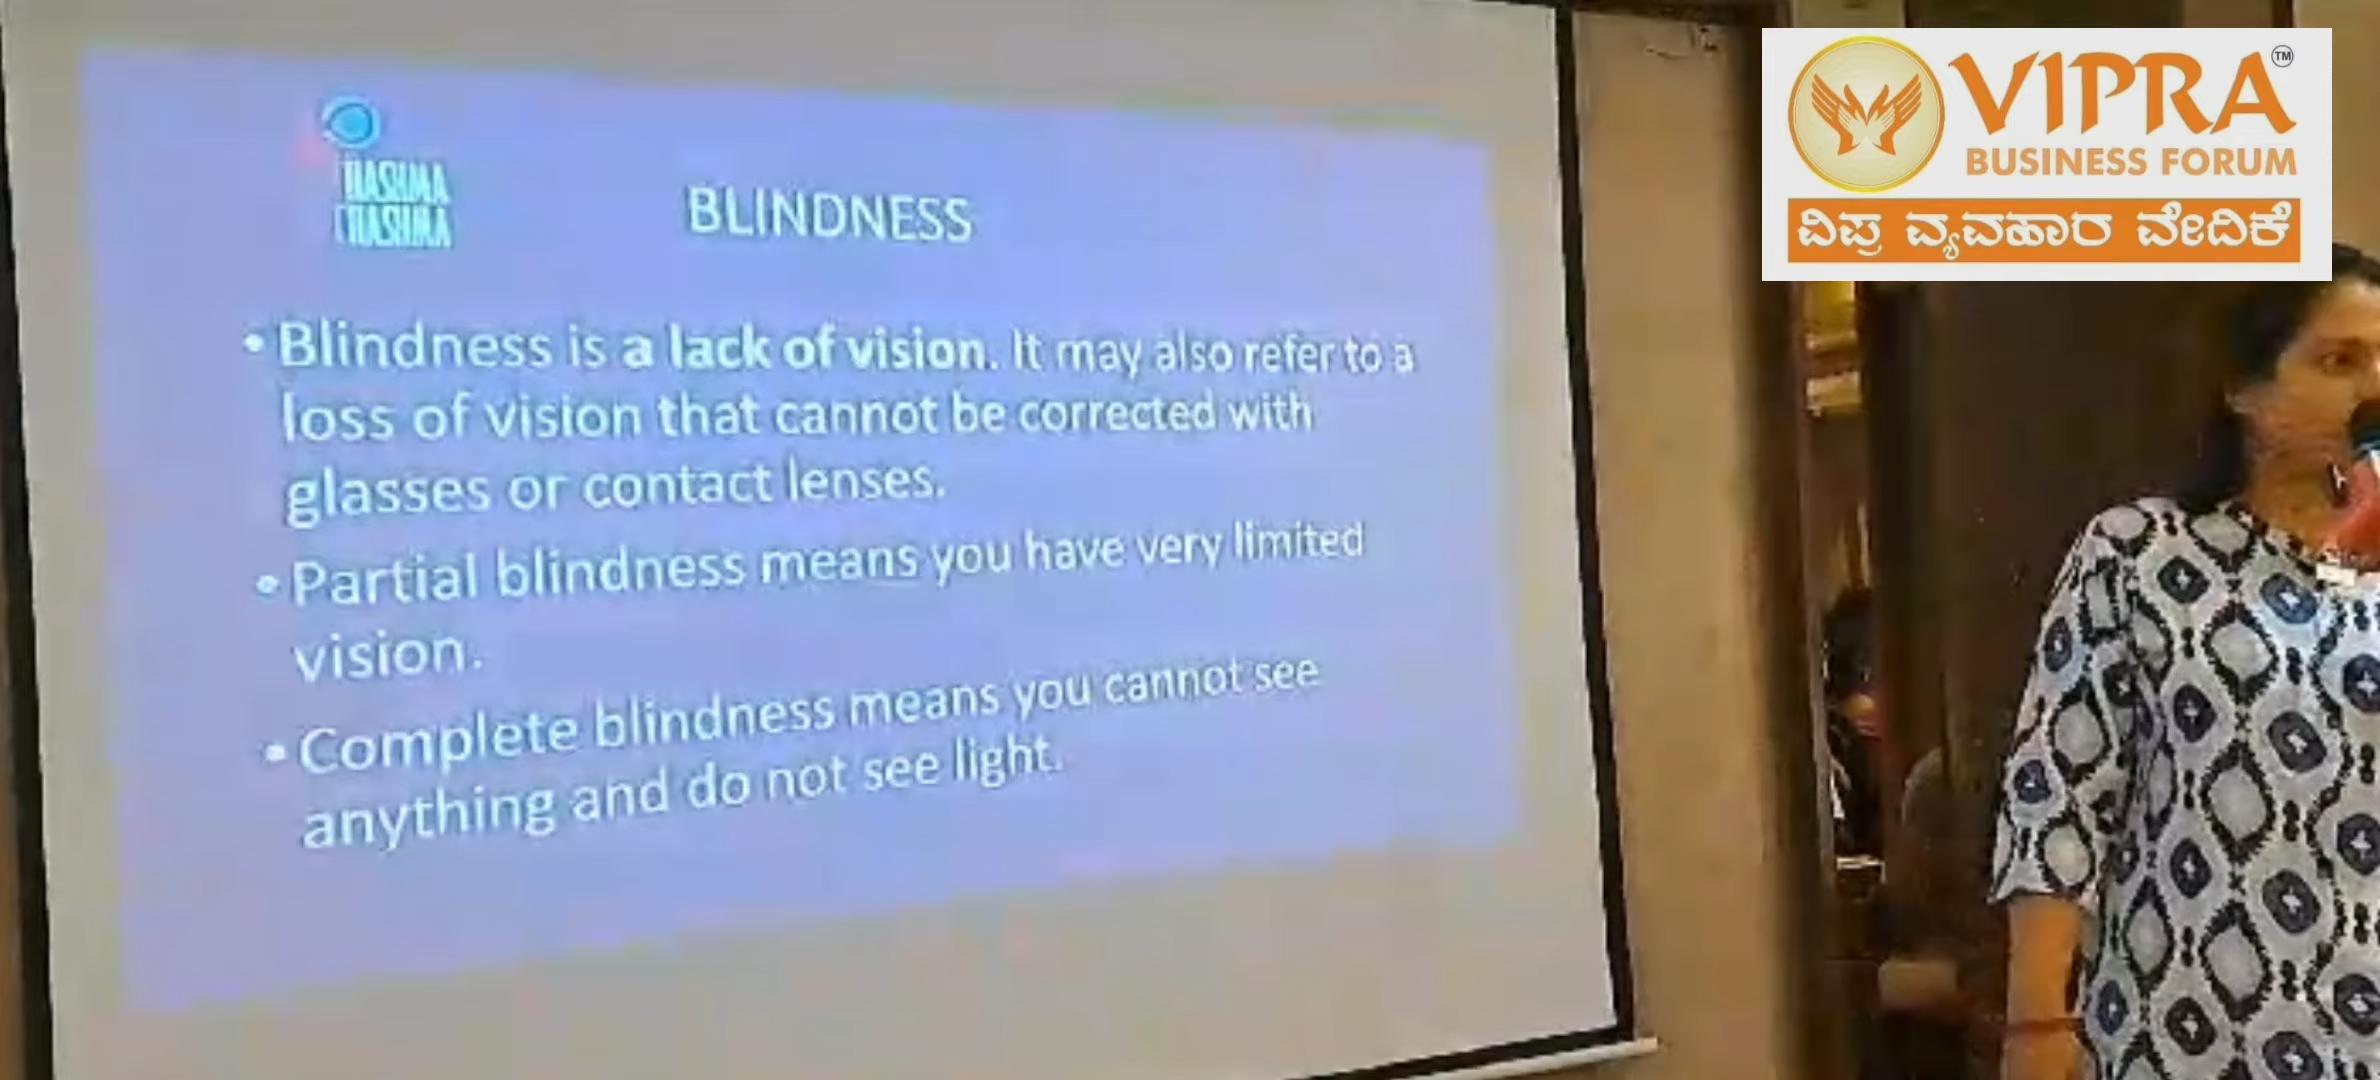 BLINDNESS
• Blindness is a lack of vision. It may also refer to a
loss of vision that cannot be corrected with
glasses or contact lenses.
• Partial blindness means you have very limited
vision.
• Complete blindness means you cannot see
anything and do not see light.
VIPRA™
BUSINESS FORUM
ವಿಪ್ರ ವ್ಯವಹಾರ ವೇದಿಕೆ